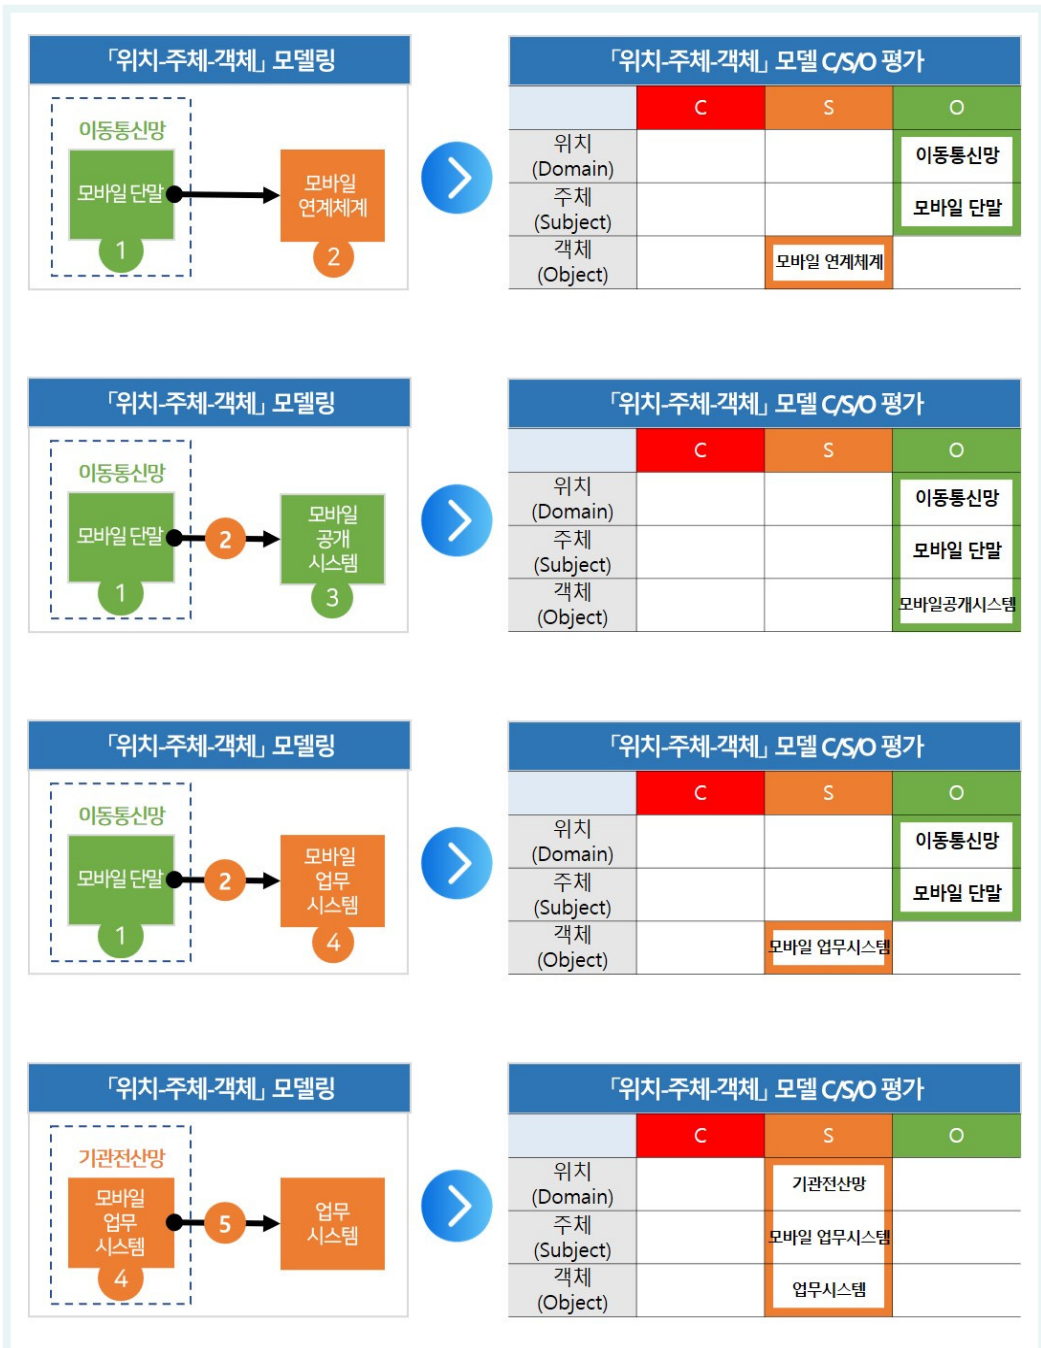 「위치-주체-객체」 모델링
이동통신망
모바일 단말
1
모바일
연계체계
2
「위치-주체-객체」 모델 C/S/O 평가
C S O
위치
(Domain)
이동통신망
주체
(Subject)
모바일 단말
객체
(Object)
모바일 연계체계
「위치-주체-객체」 모델링
이동통신망
모바일 단말
1
2
모바일
공개
시스템
3
「위치-주체-객체」 모델 C/S/O 평가
C S O
위치
(Domain)
이동통신망
주체
(Subject)
모바일 단말
객체
(Object)
모바일공개시스템
「위치-주체-객체」 모델링
이동통신망
모바일 단말
1
2
모바일
업무
시스템
4
「위치-주체-객체」 모델 C/S/O 평가
C S O
위치
(Domain)
이동통신망
주체
(Subject)
모바일 단말
객체
(Object)
모바일 업무시스템
「위치-주체-객체」 모델링
기관전산망
모바일
업무
시스템
4
5
업무
시스템
「위치-주체-객체」 모델 C/S/O 평가
C S O
위치
(Domain)
기관전산망
주체
(Subject)
모바일 업무시스템
객체
(Object)
업무시스템